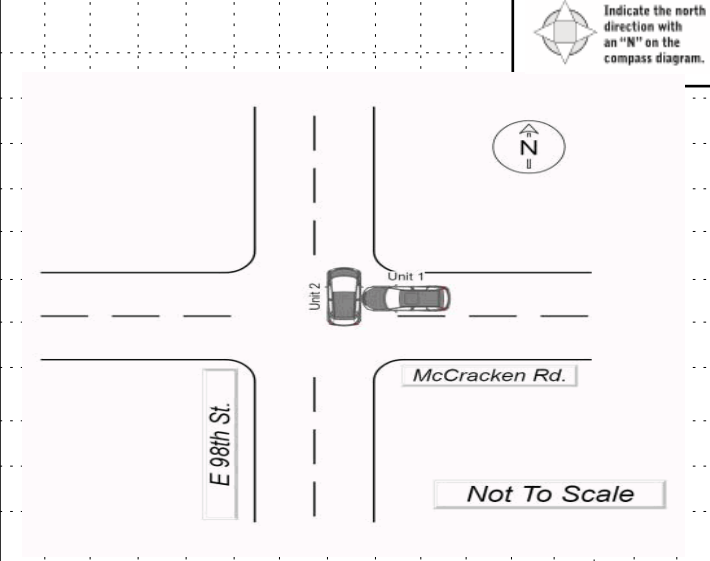 Indicate the north
direction with
an "N" on the
compass diagram.
N
Unit 1
Unit 2
McCracken Rd.
E 98th St.
Not To Scale